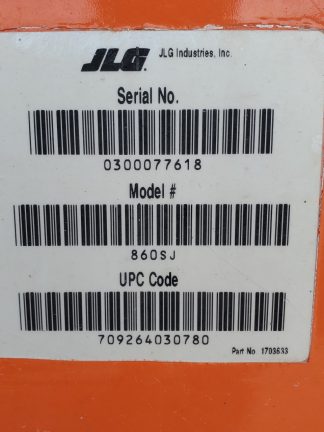 JLG. JLG Industries, Inc.
Serial No.
0300077618
Model #
860SJ
UPC Code
709264030780
Part No 1703633